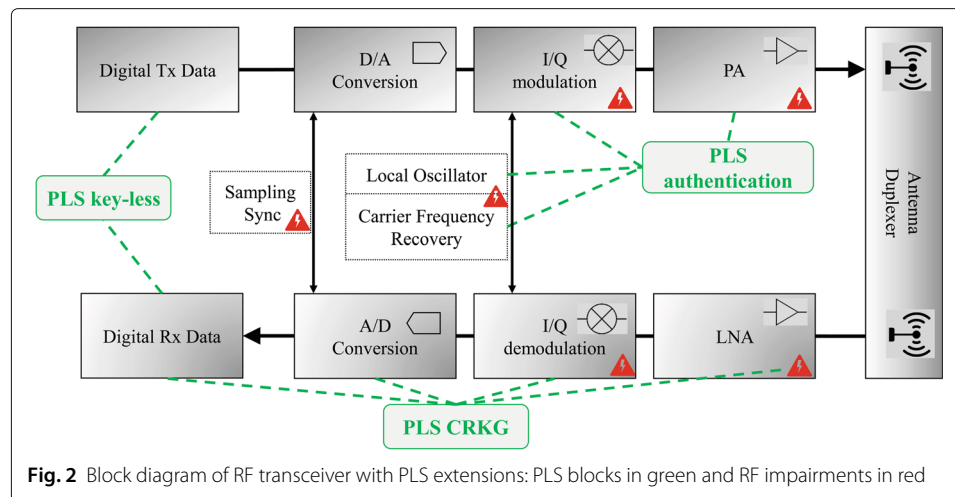 Digital Tx Data
D/A
Conversion
I/Q
modulation
PA
PLS key-less
Sampling
Sync
Local Oscillator
Carrier Frequency
Recovery
PLS
authentication
Antenna
Duplexer
Digital Rx Data
A/D
Conversion
I/Q
demodulation
LNA
PLS CRKG
Fig. 2 Block diagram of RF transceiver with PLS extensions: PLS blocks in green and RF impairments in red